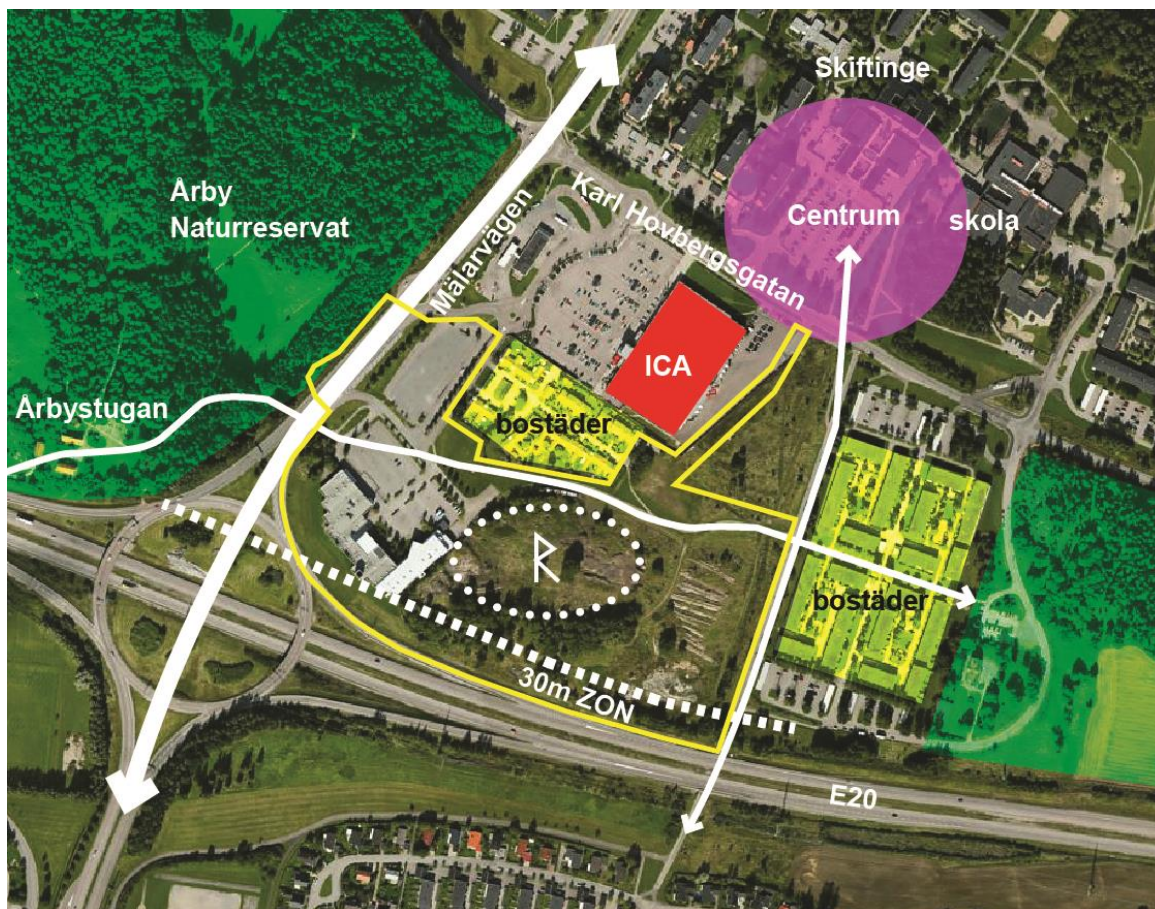 Skiftinge
Årby
Naturreservat
Karl Hovbergsgatan
Centrum
skola
Mälarvägen
ICA
Årbystugan
bostäder
R
bostäder
30m ZON
E20